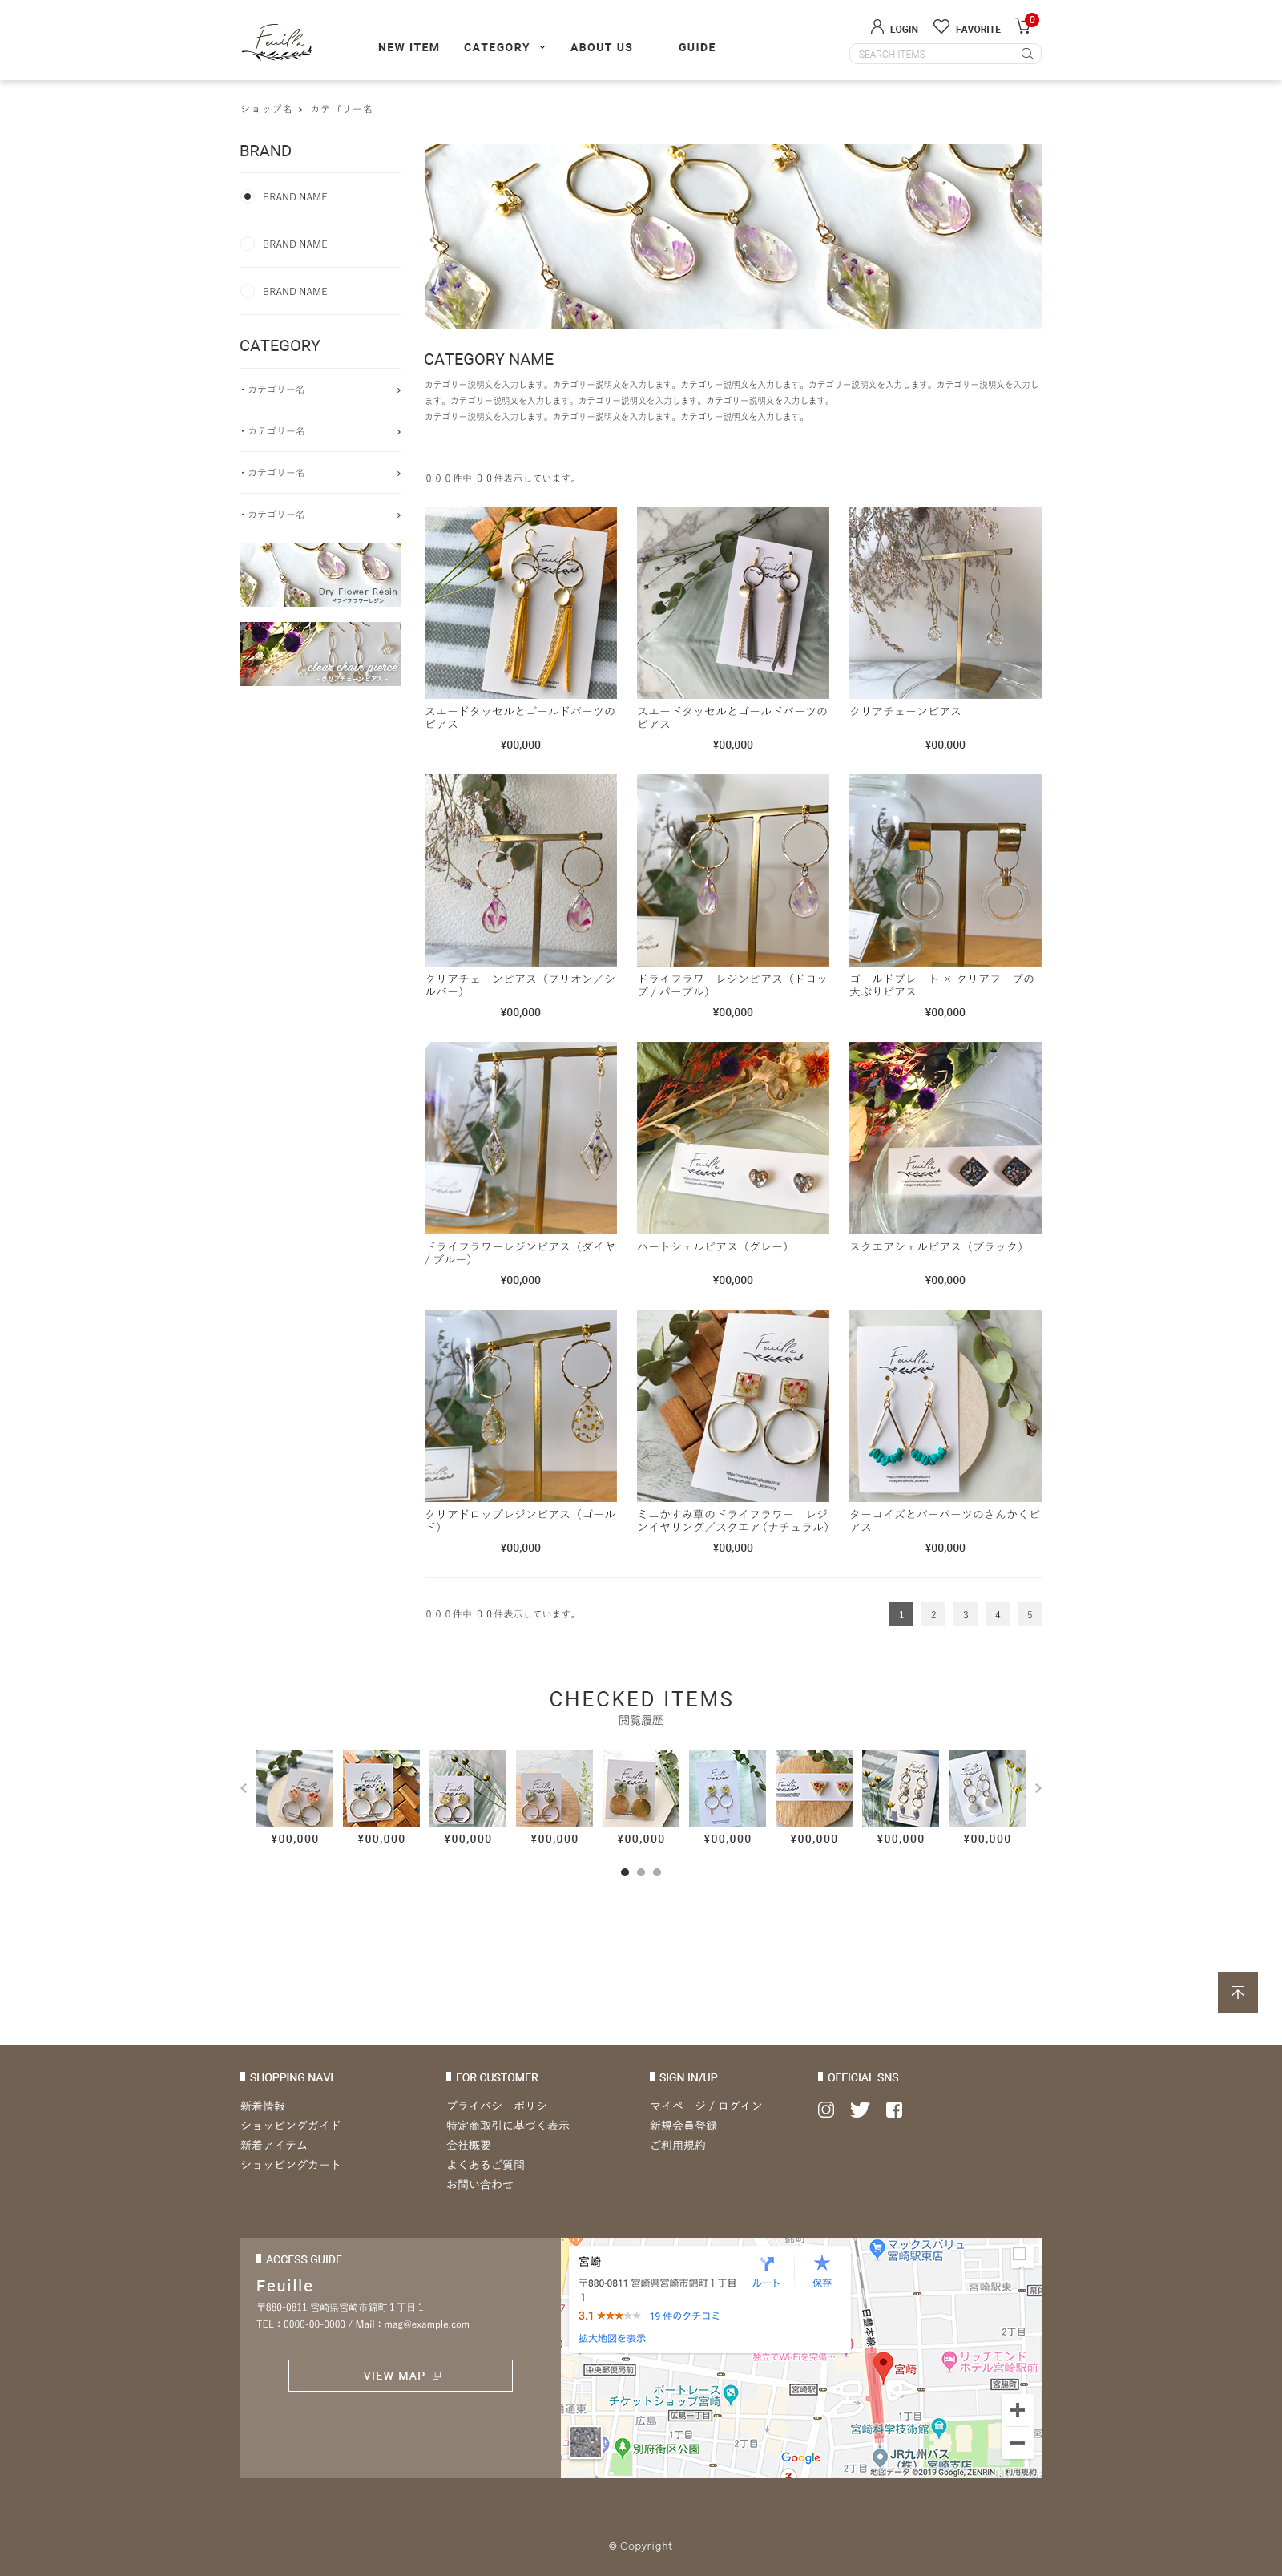 Feuille
NEW ITEM
CATEGORY
ABOUT US
GUIDE
LOGIN
FAVORITE
0
SEARCH ITEMS
ショップ名 › カテゴリー名
BRAND
BRAND NAME
BRAND NAME
BRAND NAME
CATEGORY
・カテゴリー名
・カテゴリー名
・カテゴリー名
・カテゴリー名
Dry Flower Resin
ドライフラワーレジン
clear chain pierce
- クリアチェーンピアス -
CATEGORY NAME
カテゴリー説明文を入力します。カテゴリー説明文を入力します。カテゴリー説明文を入力します。カテゴリー説明文を入力します。カテゴリー説明文を入力し
ます。カテゴリー説明文を入力します。カテゴリー説明文を入力します。カテゴリー説明文を入力します。
カテゴリー説明文を入力します。カテゴリー説明文を入力します。カテゴリー説明文を入力します。
０００件中 ００件表示しています。
スエードタッセルとゴールドパーツの
ピアス
¥00,000
スエードタッセルとゴールドパーツの
ピアス
¥00,000
クリアチェーンピアス
¥00,000
クリアチェーンピアス（ブリオン／シ
ルバー）
¥00,000
ドライフラワーレジンピアス（ドロッ
プ / パープル）
¥00,000
ゴールドプレート × クリアフープの
大ぶりピアス
¥00,000
ドライフラワーレジンピアス（ダイヤ
/ ブルー）
¥00,000
ハートシェルピアス（グレー）
¥00,000
スクエアシェルピアス（ブラック）
¥00,000
クリアドロップレジンピアス（ゴール
ド）
¥00,000
ミニかすみ草のドライフラワー　レジ
ンイヤリング／スクエア（ナチュラル）
¥00,000
ターコイズとバーパーツのさんかくピ
アス
¥00,000
０００件中 ００件表示しています。
1 2 3 4 5
CHECKED ITEMS
閲覧履歴
¥00,000 ¥00,000 ¥00,000 ¥00,000 ¥00,000 ¥00,000 ¥00,000 ¥00,000 ¥00,000
SHOPPING NAVI
新着情報
ショッピングガイド
新着アイテム
ショッピングカート
FOR CUSTOMER
プライバシーポリシー
特定商取引に基づく表示
会社概要
よくあるご質問
お問い合わせ
SIGN IN/UP
マイページ / ログイン
新規会員登録
ご利用規約
OFFICIAL SNS
ACCESS GUIDE
Feuille
〒880-0811 宮崎県宮崎市錦町１丁目１
TEL：0000-00-0000 / Mail：mag@example.com
VIEW MAP
宮崎
〒880-0811 宮崎県宮崎市錦町１丁目
１
ルート
保存
3.1
19 件のクチコミ
拡大地図を表示
錦町
マックスバリュ
宮崎駅東店
宮崎駅東
2丁目
日豊本線
独立でWi-Fiを完備…
中央郵便局前
宮崎
リッチモンド
ホテル宮崎駅前
宮崎駅
宮脇町
ボートレース
チケットショップ宮崎
広島一丁目
広島
1丁目
1丁目
宮崎科学技術館
別府街区公園
2丁目
2丁目
Google
JR九州バス
（株）宮崎支店
地図データ ©2019 Google, ZENRIN
利用規約
© Copyright